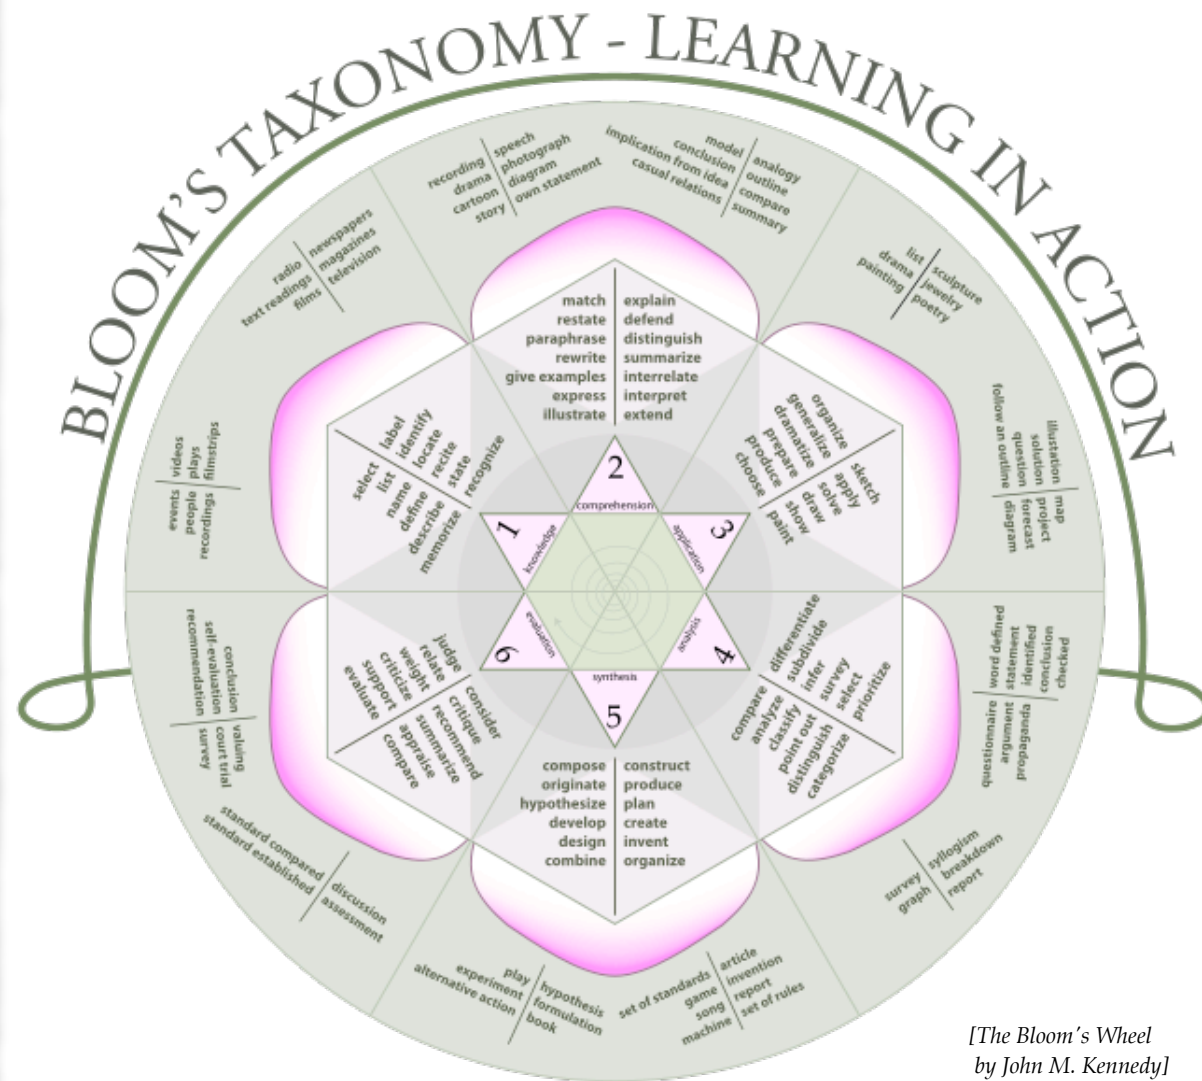 BLOOM'S TAXONOMY - LEARNING IN ACTION
recording
drama
cartoon
story
speech
photograph
diagram
own statement
model
conclusion
implication from idea
casual relations
analogy
outline
compare
summary
radio
text readings
films
newspapers
magazines
television
list
drama
painting
sculpture
jewelry
poetry
videos
plays
filmstrips
events
people
recordings
illustation
solution
question
follow an outline
map
project
forecast
diagram
match
restate
paraphrase
rewrite
give examples
express
illustrate
explain
defend
distinguish
summarize
interrelate
interpret
extend
label
identify
locate
recite
state
recognize
select
list
name
define
describe
memorize
organize
generalize
dramatize
prepare
produce
choose
sketch
apply
solve
draw
show
paint
1
knowledge
2
comprehension
3
application
4
analysis
5
synthesis
6
evaluation
judge
relate
weight
criticize
support
evaluate
consider
critique
recommend
summarize
appraise
compare
differentiate
subdivide
infer
survey
select
prioritize
compare
analyze
classify
point out
distinguish
categorize
compose
originate
hypothesize
develop
design
combine
construct
produce
plan
create
invent
organize
conclusion
self-evaluation
recommendation
valuing
court trial
survey
word defined
statement
identified
conclusion
checked
questionnaire
argument
propaganda
standard compared
standard established
discussion
assessment
survey
graph
syllogism
breakdown
report
play
experiment
alternative action
hypothesis
formulation
book
set of standards
game
song
machine
article
invention
report
set of rules
[The Bloom's Wheel
by John M. Kennedy]